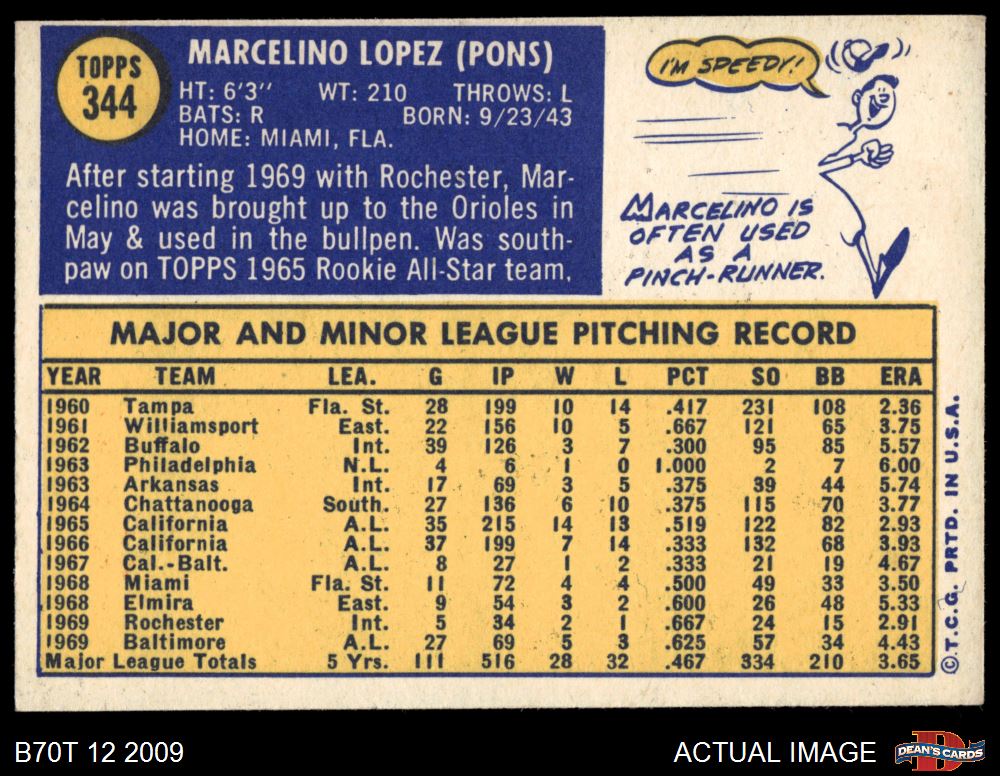 TOPPS
344
MARCELINO LOPEZ (PONS)
HT: 6'3" WT: 210 THROWS: L
BATS: R BORN: 9/23/43
HOME: MIAMI, FLA.
After starting 1969 with Rochester, Mar-
celino was brought up to the Orioles in
May & used in the bullpen. Was south-
paw on TOPPS 1965 Rookie All-Star team.
I'M SPEEDY!
MARCELINO IS
OFTEN USED
AS A
PINCH-RUNNER.
MAJOR AND MINOR LEAGUE PITCHING RECORD
YEAR TEAM LEA. G IP W L PCT SO BB ERA
1960 Tampa Fla. St. 28 199 10 14 .417 231 108 2.36
1961 Williamsport East. 22 156 10 5 .667 121 65 3.75
1962 Buffalo Int. 39 126 3 7 .300 95 85 5.57
1963 Philadelphia N.L. 4 6 1 0 1.000 2 7 6.00
1963 Arkansas Int. 17 69 3 5 .375 39 44 5.74
1964 Chattanooga South. 27 136 6 10 .375 115 70 3.77
1965 California A.L. 35 215 14 13 .519 122 82 2.93
1966 California A.L. 37 199 7 14 .333 132 68 3.93
1967 Cal.-Balt. A.L. 8 27 1 2 .333 21 19 4.67
1968 Miami Fla. St. 11 72 4 4 .500 49 33 3.50
1968 Elmira East. 9 54 3 2 .600 26 48 5.33
1969 Rochester Int. 5 34 2 1 .667 24 15 2.91
1969 Baltimore A.L. 27 69 5 3 .625 57 34 4.43
Major League Totals 5 Yrs. 111 516 28 32 .467 334 210 3.65
©.T.C.G. PRTD. IN U.S.A.
B70T 12 2009
ACTUAL IMAGE
DEAN'S CARDS